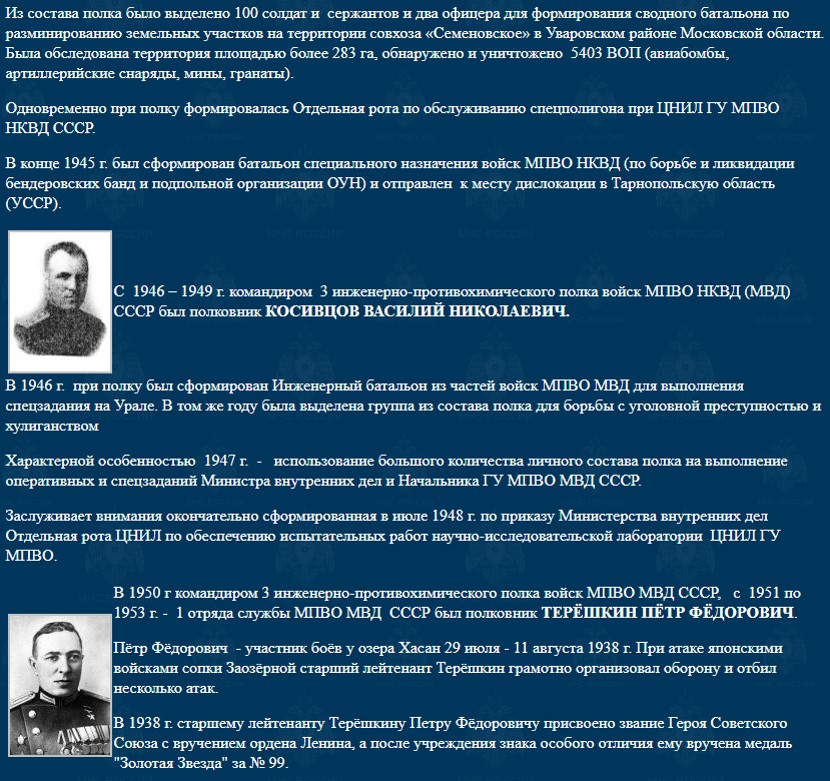 Из состава полка было выделено 100 солдат и  сержантов и два офицера для формирования сводного батальона по
разминированию земельных участков на территории совхоза «Семеновское» в Уваровском районе Московской области.
Была обследована территория площадью более 283 га, обнаружено и уничтожено  5403 ВОП (авиабомбы,
артиллерийские снаряды, мины, гранаты).
Одновременно при полку формировалась Отдельная рота по обслуживанию спецполигона при ЦНИЛ ГУ МПВО
НКВД СССР.
В конце 1945 г. был сформирован батальон специального назначения войск МПВО НКВД (по борьбе и ликвидации
бендеровских банд и подпольной организации ОУН) и отправлен  к месту дислокации в Тарнопольскую область
(УССР).
С  1946 – 1949 г. командиром  3 инженерно-противохимического полка войск МПВО НКВД (МВД)
СССР был полковник КОСИВЦОВ ВАСИЛИЙ НИКОЛАЕВИЧ.
В 1946 г.  при полку был сформирован Инженерный батальон из частей войск МПВО МВД для выполнения
спецзадания на Урале. В том же году была выделена группа из состава полка для борьбы с уголовной преступностью и
хулиганством
Характерной особенностью  1947 г.  -   использование большого количества личного состава полка на выполнение
оперативных и спецзаданий Министра внутренних дел и Начальника ГУ МПВО МВД СССР.
Заслуживает внимания окончательно сформированная в июле 1948 г. по приказу Министерства внутренних дел
Отдельная рота ЦНИЛ по обеспечению испытательных работ научно-исследовательской лаборатории  ЦНИЛ ГУ
МПВО.
В 1950 г командиром 3 инженерно-противохимического полка войск МПВО МВД СССР,   с  1951 по
1953 г. -  1 отряда службы МПВО МВД  СССР был полковник ТЕРЁШКИН ПЁТР ФЁДОРОВИЧ.
Пётр Фёдорович  - участник боёв у озера Хасан 29 июля - 11 августа 1938 г. При атаке японскими
войсками сопки Заозёрной старший лейтенант Терёшкин грамотно организовал оборону и отбил
несколько атак.
В 1938 г. старшему лейтенанту Терёшкину Петру Фёдоровичу присвоено звание Героя Советского
Союза с вручением ордена Ленина, а после учреждения знака особого отличия ему вручена медаль
"Золотая Звезда" за № 99.